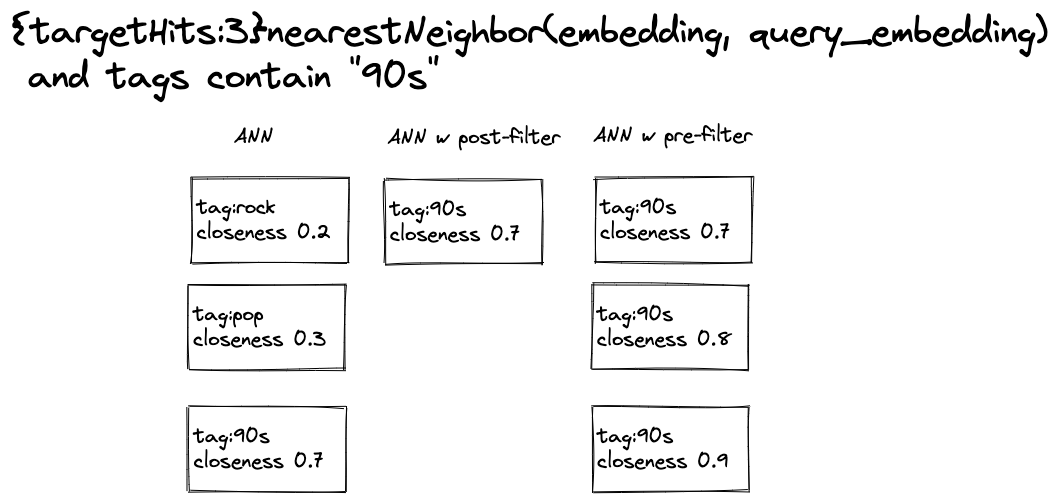 {targetHits:3}nearestNeighbor(embedding, query_embedding)
and tags contain "90s"
ANN
ANN w post-filter
ANN w pre-filter
tag:rock
closeness 0.2
tag:90s
closeness 0.7
tag:90s
closeness 0.7
tag:pop
closeness 0.3
tag:90s
closeness 0.8
tag:90s
closeness 0.7
tag:90s
closeness 0.9